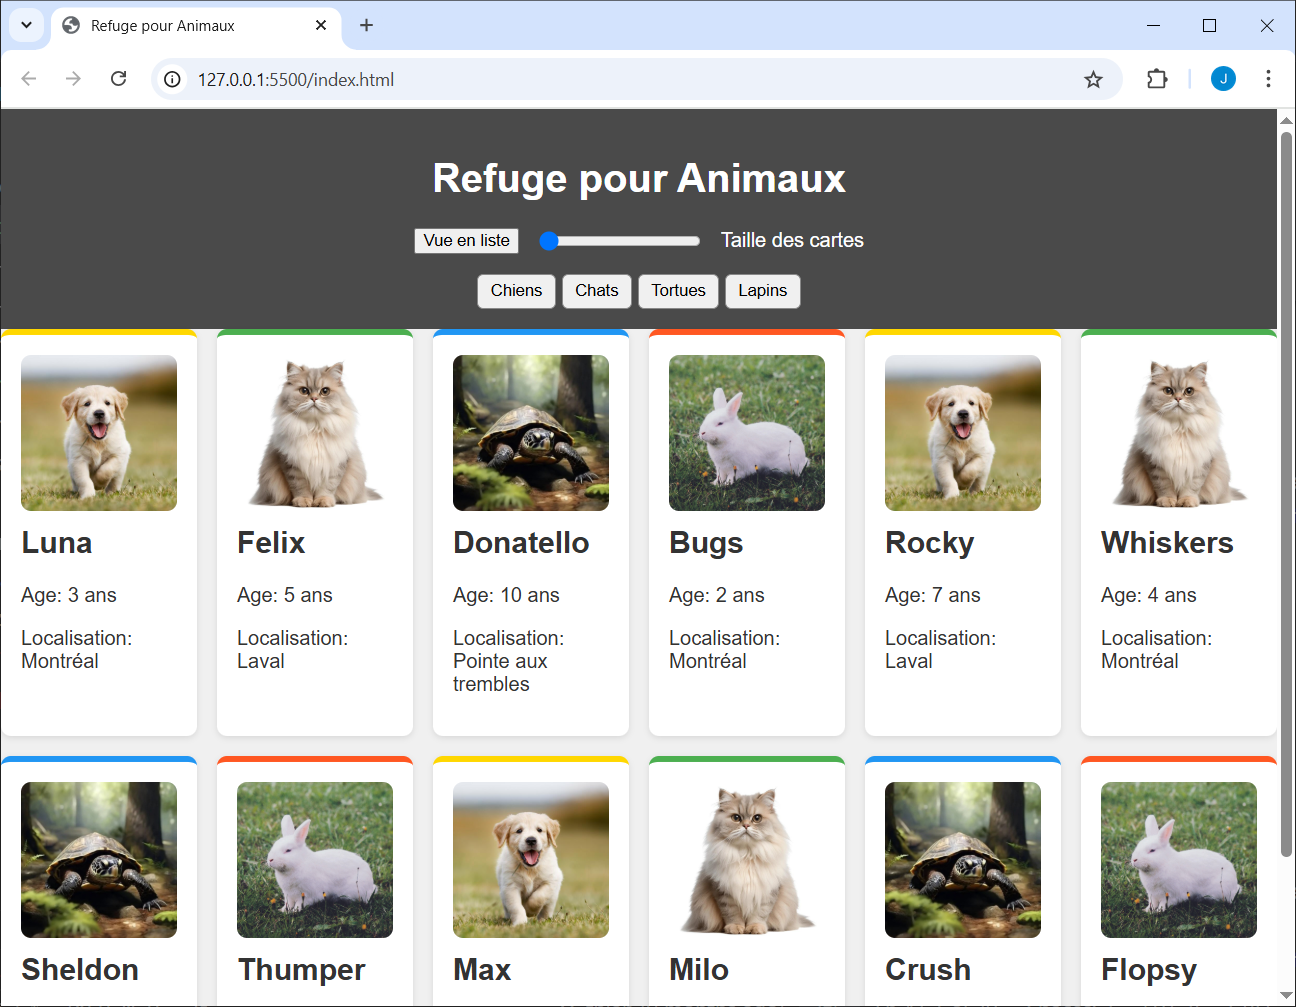 Refuge pour Animaux
127.0.0.1:5500/index.html
J
Refuge pour Animaux
Vue en liste
Taille des cartes
Chiens
Chats
Tortues
Lapins
Luna
Age: 3 ans
Localisation:
Montréal
Felix
Age: 5 ans
Localisation:
Laval
Donatello
Age: 10 ans
Localisation:
Pointe aux
trembles
Bugs
Age: 2 ans
Localisation:
Montréal
Rocky
Age: 7 ans
Localisation:
Laval
Whiskers
Age: 4 ans
Localisation:
Montréal
Sheldon
Thumper
Max
Milo
Crush
Flopsy